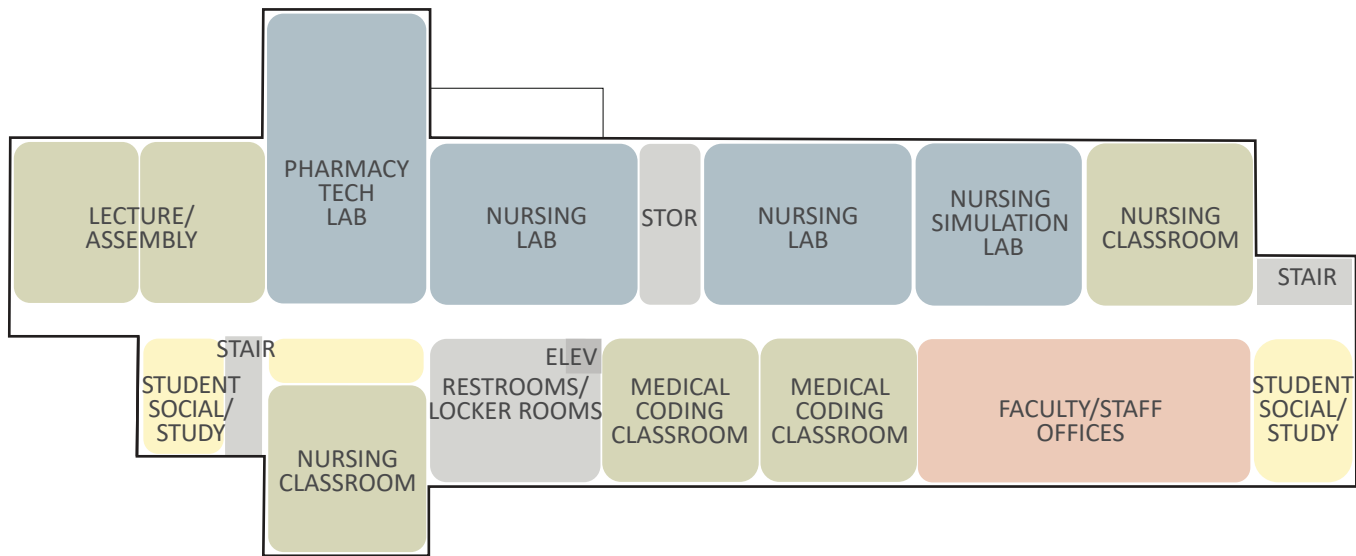 LECTURE/
ASSEMBLY
PHARMACY
TECH
LAB
NURSING
LAB
STOR
NURSING
LAB
NURSING
SIMULATION
LAB
NURSING
CLASSROOM
STAIR
STAIR
STUDENT
SOCIAL/
STUDY
NURSING
CLASSROOM
ELEV
RESTROOMS/
LOCKER ROOMS
MEDICAL
CODING
CLASSROOM
MEDICAL
CODING
CLASSROOM
FACULTY/STAFF
OFFICES
STUDENT
SOCIAL/
STUDY